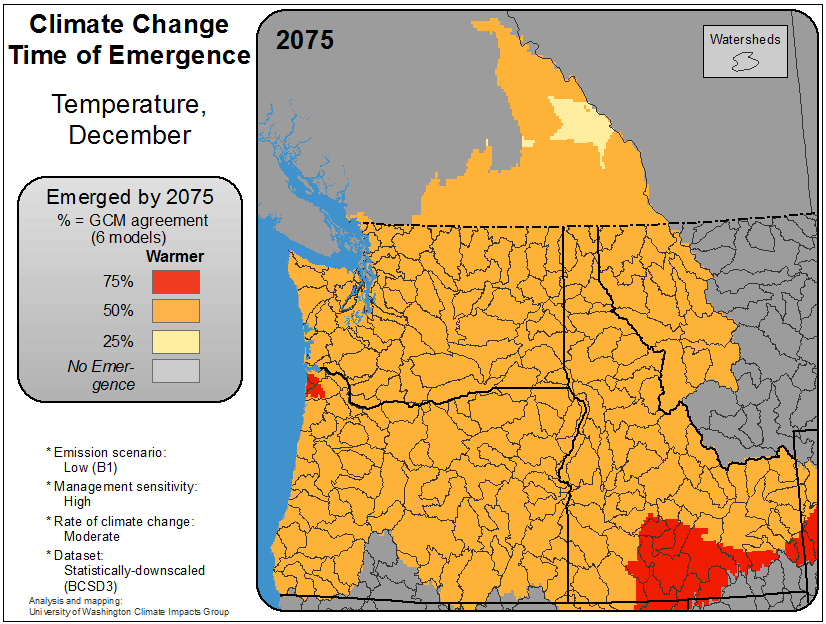 Climate Change
Time of Emergence
Temperature,
December
Emerged by 2075
% = GCM agreement
(6 models)
Warmer
75%
50%
25%
No Emer-
gence
* Emission scenario:
Low (B1)
* Management sensitivity:
High
* Rate of climate change:
Moderate
* Dataset:
Statistically-downscaled
(BCSD3)
Analysis and mapping:
University of Washington Climate Impacts Group
2075
Watersheds